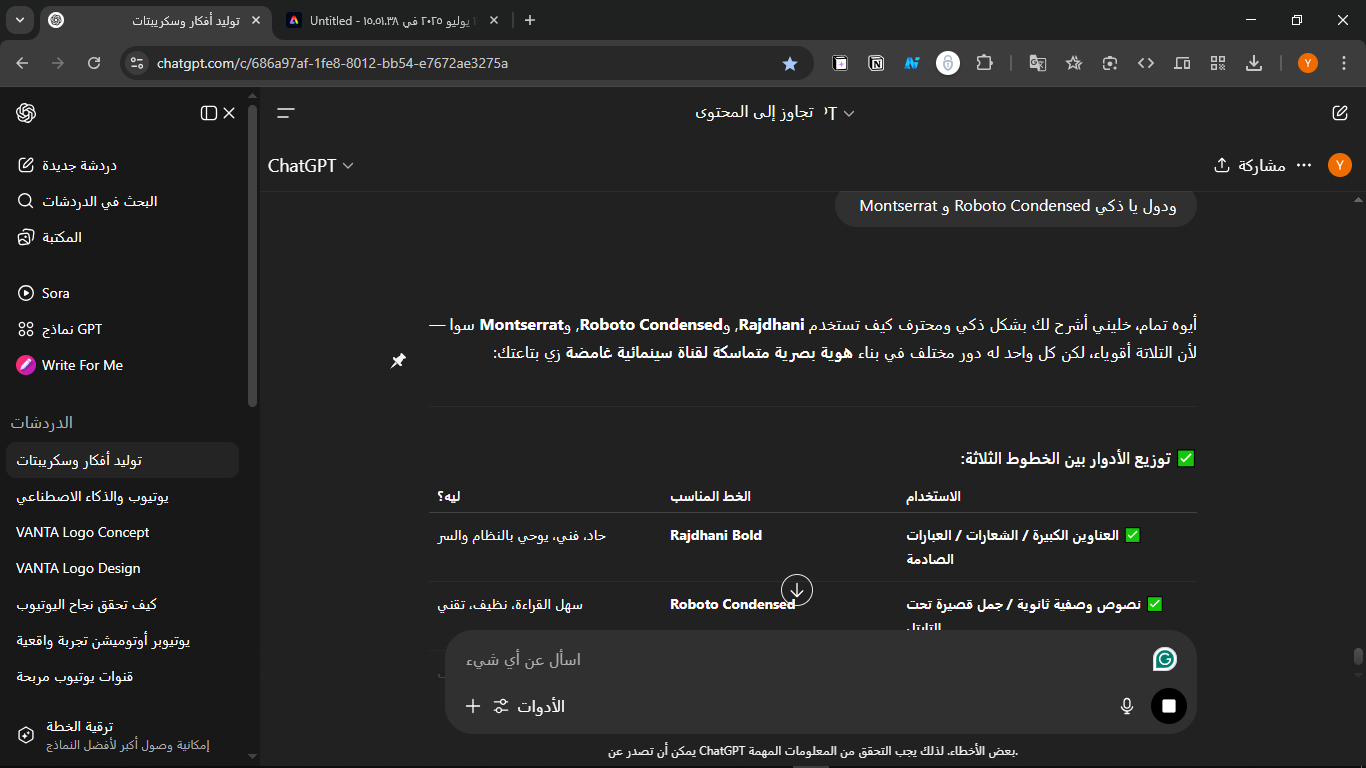 توليد أفكار وسكريبتات
Untitled - يوليو ٢٠٢٥ في ١٥.٥١.٣٨
chatgpt.com/c/686a97af-1fe8-8012-bb54-e7672ae3275a
Y
تجاوز إلى المحتوى
ChatGPT
مشاركة
Y
دردشة جديدة
البحث في الدردشات
المكتبة
Sora
نماذج GPT
Write For Me
الدردشات
توليد أفكار وسكريبتات
يوتيوب والذكاء الاصطناعي
VANTA Logo Concept
VANTA Logo Design
كيف تحقق نجاح اليوتيوب
يوتيوبر أوتوميشن تجربة واقعية
قنوات يوتيوب مربحة
ترقية الخطة
إمكانية وصول أكبر لأفضل النماذج
ودول يا ذكي Roboto Condensed و Montserrat
أيوه تمام، خليني أشرح لك بشكل ذكي ومحترف كيف تستخدم Rajdhani, وRoboto Condensed, وMontserrat سوا —
لأن التلاتة أقوياء، لكن كل واحد له دور مختلف في بناء هوية بصرية متماسكة لقناة سينمائية غامضة زي بتاعتك:
✅ توزيع الأدوار بين الخطوط الثلاثة:
الاستخدام الخط المناسب ليه؟
✅ العناوين الكبيرة / الشعارات / العبارات Rajdhani Bold حاد، فني، يوحي بالنظام والسر
الصادمة
✅ نصوص وصفية ثانوية / جمل قصيرة تحت Roboto Condensed سهل القراءة، نظيف، تقني
التايتل
اسأل عن أي شيء
الأدوات
يمكن أن تصدر عن ChatGPT بعض الأخطاء. لذلك يجب التحقق من المعلومات المهمة.